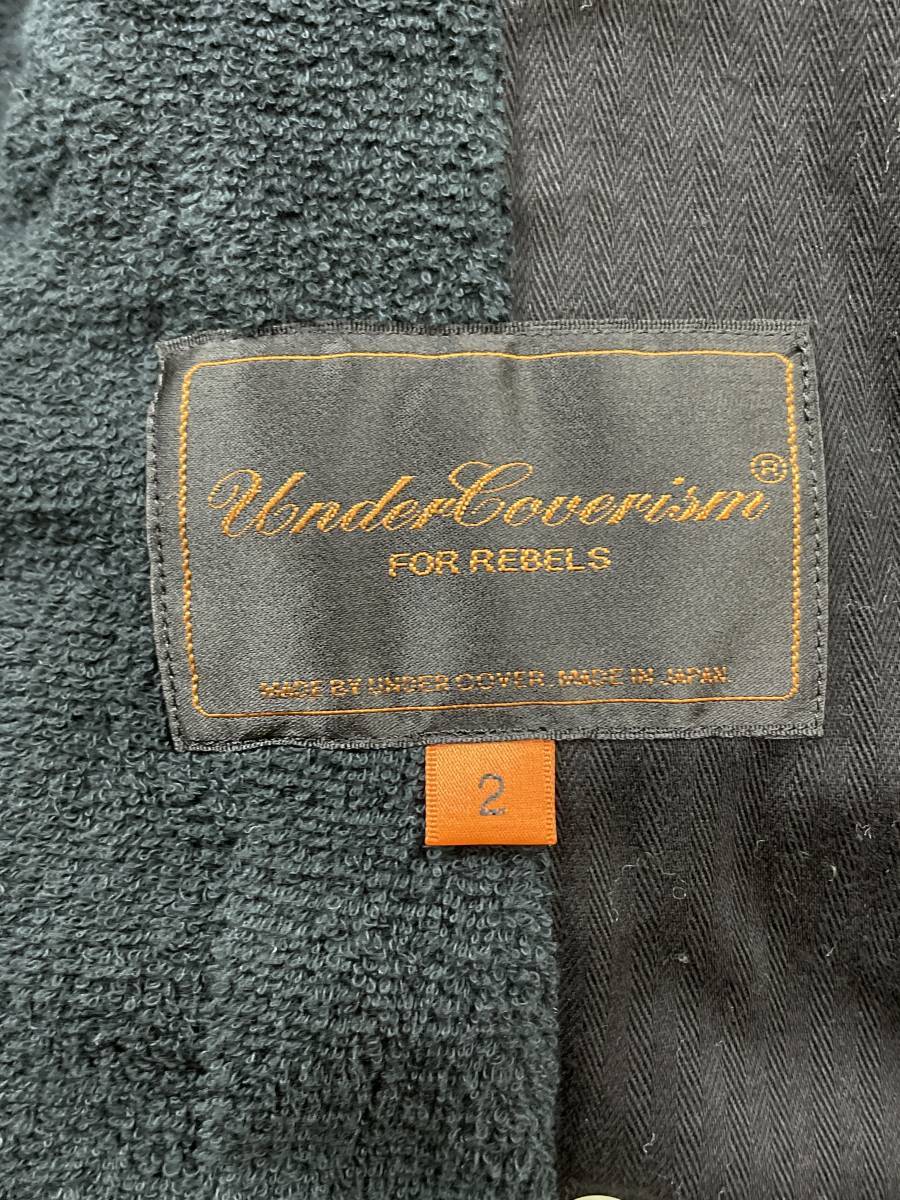 UnderCoverism®
FOR REBELS
MADE BY UNDER COVER. MADE IN JAPAN
2